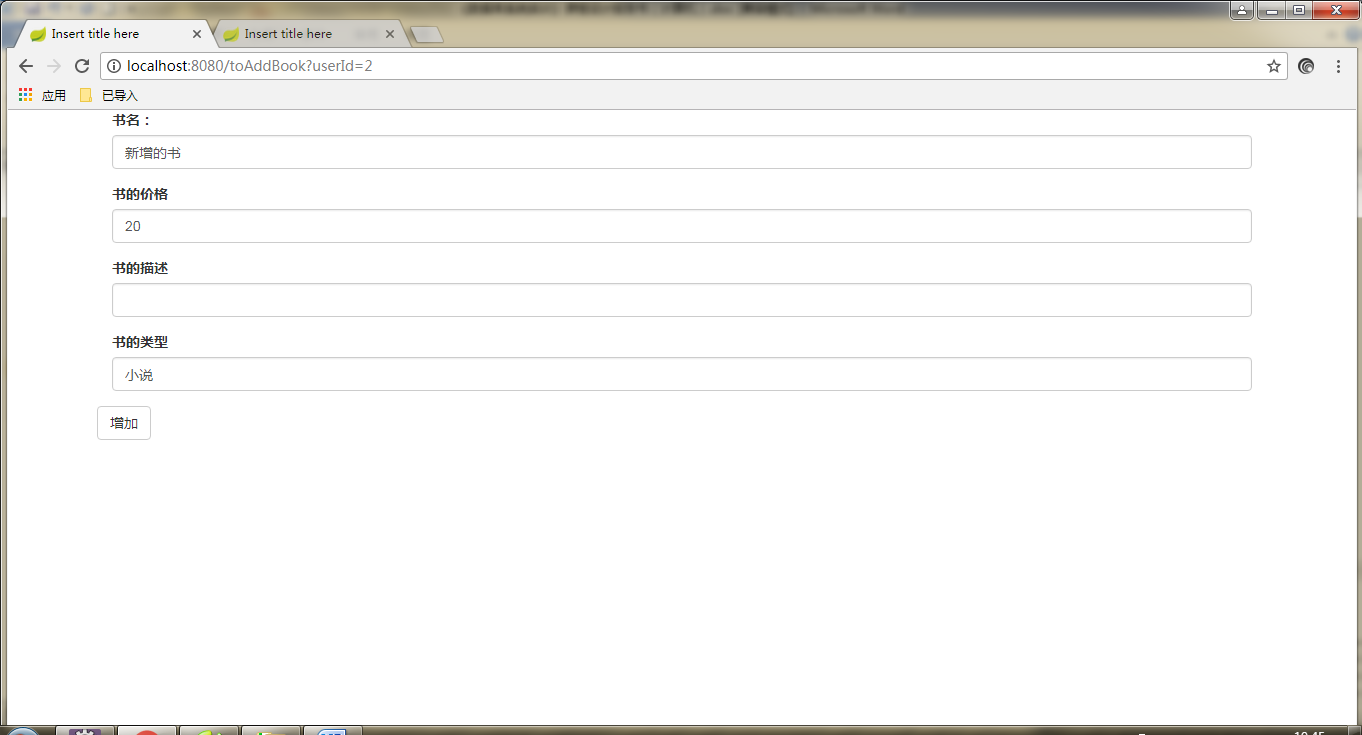 Insert title here
Insert title here
localhost:8080/toAddBook?userId=2
应用 已导入
书名：
新增的书
书的价格
20
书的描述
书的类型
小说
增加